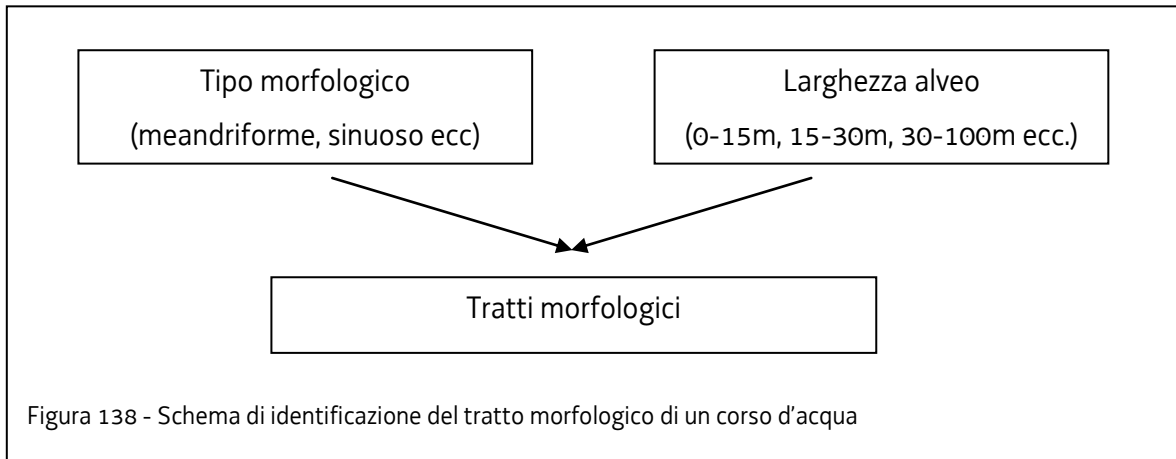 Tipo morfologico
(meandriforme, sinuoso ecc)
Larghezza alveo
(0-15m, 15-30m, 30-100m ecc.)
Tratti morfologici
Figura 138 - Schema di identificazione del tratto morfologico di un corso d'acqua